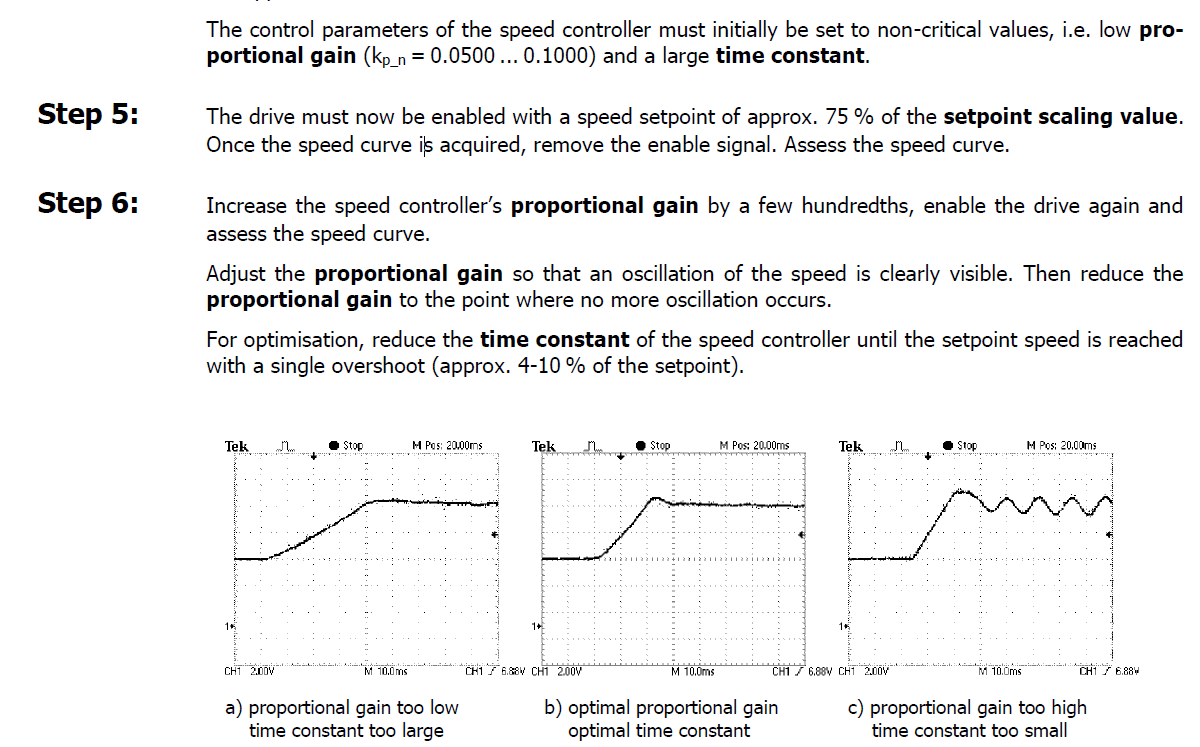 The control parameters of the speed controller must initially be set to non-critical values, i.e. low pro-
portional gain (kp_n = 0.0500 ... 0.1000) and a large time constant.
Step 5:
The drive must now be enabled with a speed setpoint of approx. 75 % of the setpoint scaling value.
Once the speed curve is acquired, remove the enable signal. Assess the speed curve.
Step 6:
Increase the speed controller’s proportional gain by a few hundredths, enable the drive again and
assess the speed curve.
Adjust the proportional gain so that an oscillation of the speed is clearly visible. Then reduce the
proportional gain to the point where no more oscillation occurs.
For optimisation, reduce the time constant of the speed controller until the setpoint speed is reached
with a single overshoot (approx. 4-10 % of the setpoint).
Tek Stop M Pos: 20.00ms
1
CH1 2.00V M 10.0ms CH1 6.88V
Tek Stop M Pos: 20.00ms
1
CH1 2.00V M 10.0ms CH1 6.88V
Tek Stop M Pos: 20.00ms
1
CH1 2.00V M 10.0ms CH1 6.88V
a) proportional gain too low
time constant too large
b) optimal proportional gain
optimal time constant
c) proportional gain too high
time constant too small